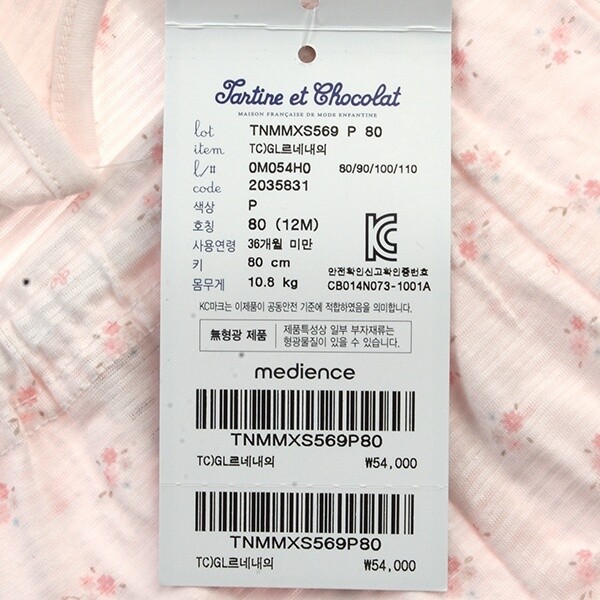 Tartine et Chocolat
MAISON FRANÇAISE DE MODE ENFANTINE
lot TNMMXS569 P 80
item TC)GL르네내의
l/# 0M054H0 80/90/100/110
code 2035831
색상 P
호칭 80 (12M)
사용연령 36개월 미만
키 80 cm
몸무게 10.8 kg
안전확인신고확인증번호
CB014N073-1001A
KC마크는 이제품이 공통안전 기준에 적합하였음을 의미합니다.
無형광 제품
제품특성상 일부 부자재류는
형광물질이 있을 수 있습니다.
medience
TNMMXS569P80
TC)GL르네내의 ₩54,000
TNMMXS569P80
TC)GL르네내의 ₩54,000